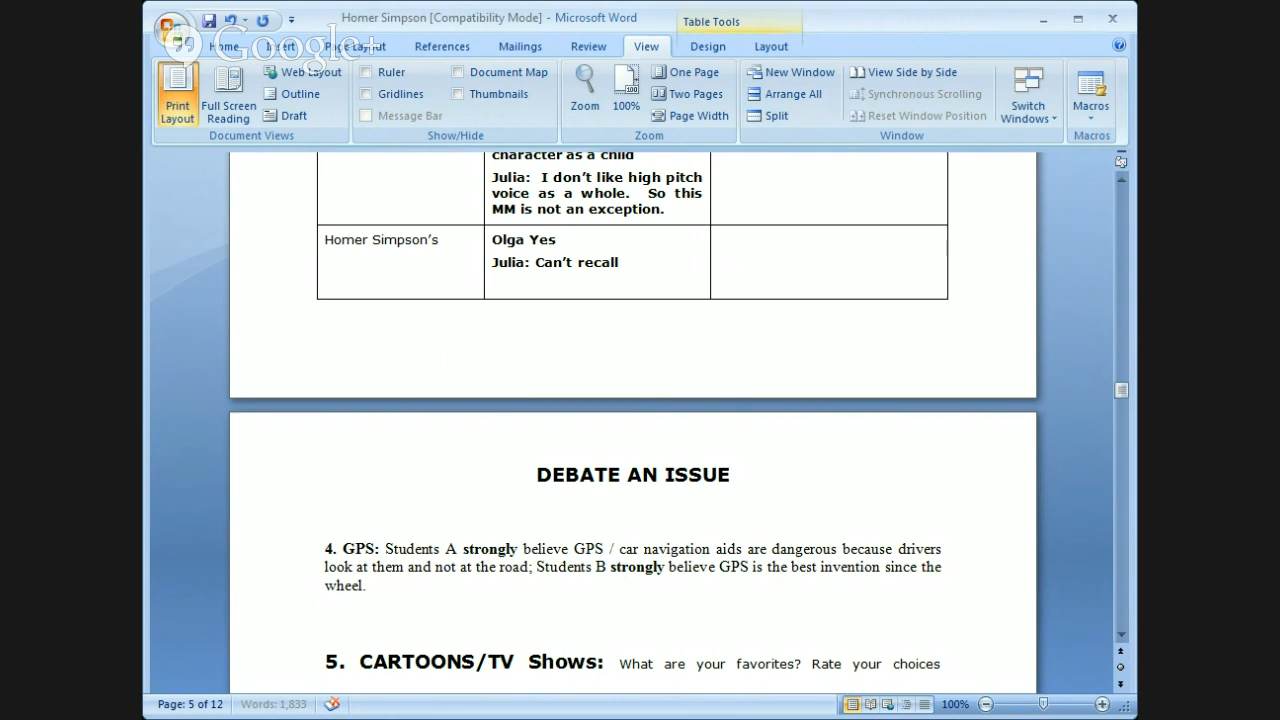 Homer Simpson [Compatibility Mode] - Microsoft Word
Table Tools
Google+
Home Insert Page Layout References Mailings Review View Design Layout
Print Layout
Full Screen Reading
Web Layout
Outline
Draft
Document Views
Ruler
Gridlines
Message Bar
Document Map
Thumbnails
Show/Hide
Zoom
100%
One Page
Two Pages
Page Width
Zoom
New Window
Arrange All
Split
View Side by Side
Synchronous Scrolling
Reset Window Position
Switch Windows
Window
Macros
Macros
character as a child
Julia: I don't like high pitch
voice as a whole. So this
MM is not an exception.
Homer Simpson's
Olga Yes
Julia: Can't recall
DEBATE AN ISSUE
4. GPS: Students A strongly believe GPS / car navigation aids are dangerous because drivers
look at them and not at the road; Students B strongly believe GPS is the best invention since the
wheel.
5. CARTOONS/TV Shows: What are your favorites? Rate your choices
Page: 5 of 12
Words: 1,833
100%